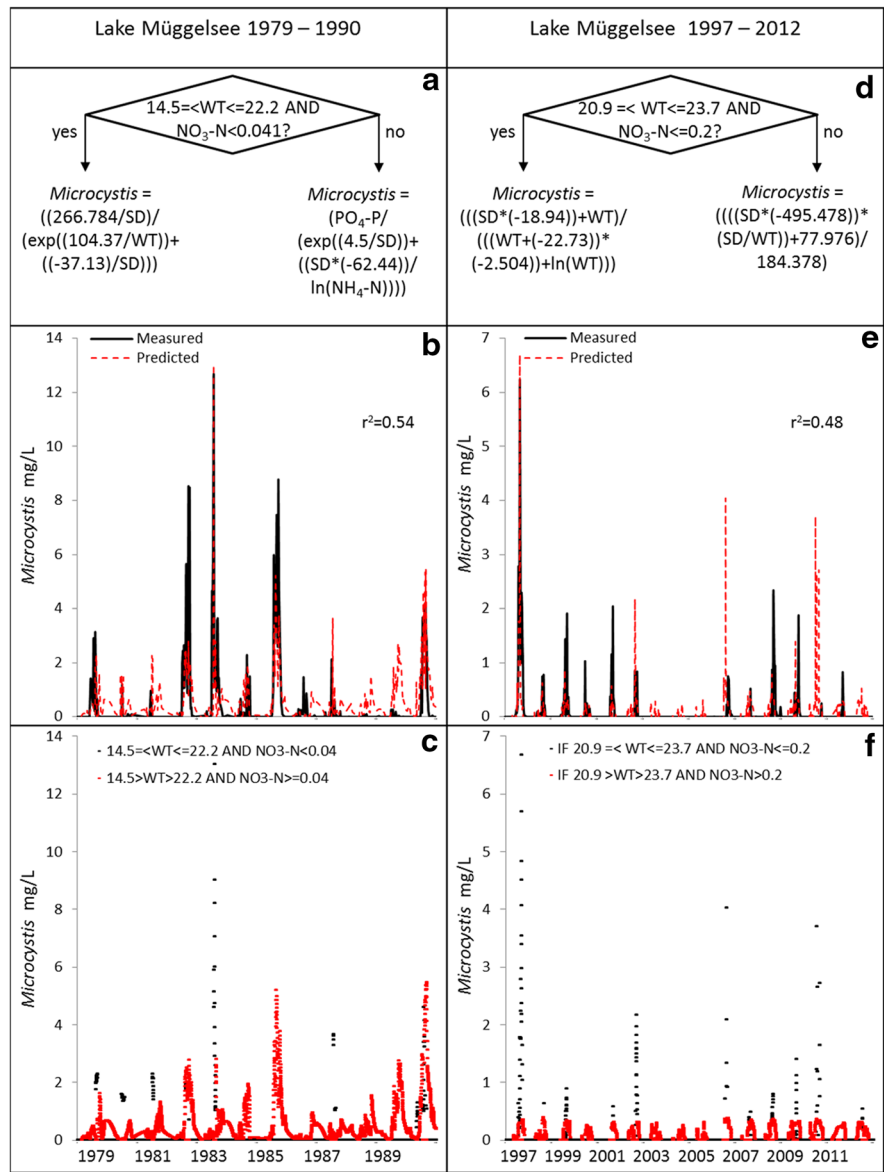 Lake Müggelsee 1979 – 1990
Lake Müggelsee 1997 – 2012
a
14.5=<WT<=22.2 AND
NO3-N<0.041?
yes
no
Microcystis =
((266.784/SD)/
(exp((104.37/WT))+
((-37.13)/SD)))
Microcystis =
(PO4-P/
(exp((4.5/SD))+
((SD*(-62.44))/
ln(NH4-N))))
d
20.9 =< WT<=23.7 AND
NO3-N<=0.2?
yes
no
Microcystis =
(((SD*(-18.94))+WT)/
(((WT+(-22.73))*
(-2.504))+ln(WT)))
Microcystis =
((((SD*(-495.478))*
(SD/WT))+77.976)/
184.378)
b
Measured
Predicted
r2=0.54
Microcystis mg/L
14
12
10
8
6
4
2
0
e
Measured
Predicted
r2=0.48
Microcystis mg/L
7
6
5
4
3
2
1
0
c
14.5=<WT<=22.2 AND NO3-N<0.04
14.5>WT>22.2 AND NO3-N>=0.04
Microcystis mg/L
14
12
10
8
6
4
2
0
1979 1981 1983 1985 1987 1989
f
IF 20.9 =< WT<=23.7 AND NO3-N<=0.2
IF 20.9 >WT>23.7 AND NO3-N>0.2
Microcystis mg/L
7
6
5
4
3
2
1
0
1997 1999 2001 2003 2005 2007 2009 2011